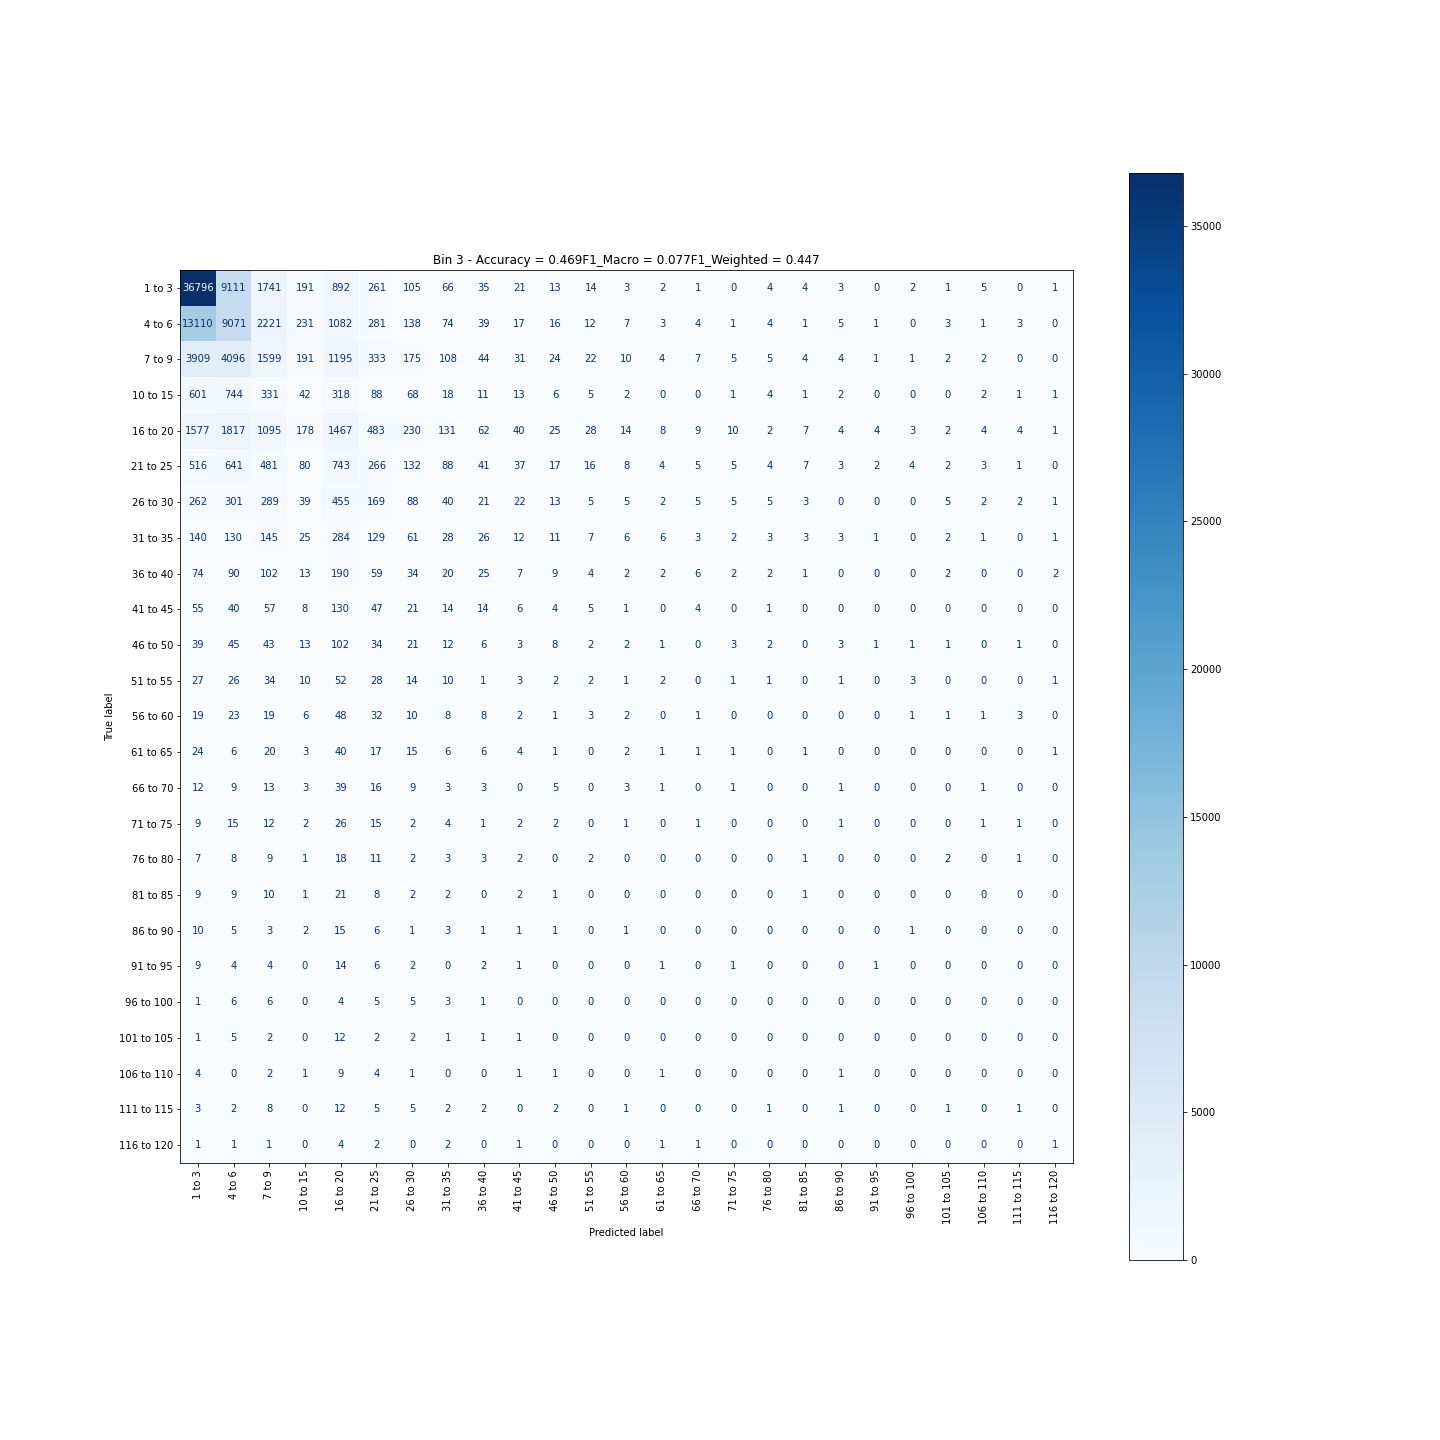 Bin 3 - Accuracy = 0.469F1_Macro = 0.077F1_Weighted = 0.447
1 to 3 36796 9111 1741 191 892 261 105 66 35 21 13 14 3 2 1 0 4 4 3 0 2 1 5 0 1
4 to 6 13110 9071 2221 231 1082 281 138 74 39 17 16 12 7 3 4 1 4 1 5 1 0 3 1 3 0
7 to 9 3909 4096 1599 191 1195 333 175 108 44 31 24 22 10 4 7 5 5 4 4 1 1 2 2 0 0
10 to 15 601 744 331 42 318 88 68 18 11 13 6 5 2 0 0 1 4 1 2 0 0 0 2 1 1
16 to 20 1577 1817 1095 178 1467 483 230 131 62 40 25 28 14 8 9 10 2 7 4 4 3 2 4 4 1
21 to 25 516 641 481 80 743 266 132 88 41 37 17 16 8 4 5 5 4 7 3 2 4 2 3 1 0
26 to 30 262 301 289 39 455 169 88 40 21 22 13 5 5 2 5 5 5 3 0 0 0 5 2 2 1
31 to 35 140 130 145 25 284 129 61 28 26 12 11 7 6 6 3 2 3 3 3 1 0 2 1 0 1
36 to 40 74 90 102 13 190 59 34 20 25 7 9 4 2 2 6 2 2 1 0 0 0 2 0 0 2
41 to 45 55 40 57 8 130 47 21 14 14 6 4 5 1 0 4 0 1 0 0 0 0 0 0 0 0
46 to 50 39 45 43 13 102 34 21 12 6 3 8 2 2 1 0 3 2 0 3 1 1 1 0 1 0
51 to 55 27 26 34 10 52 28 14 10 1 3 2 2 1 2 0 1 1 0 1 0 3 0 0 0 1
56 to 60 19 23 19 6 48 32 10 8 8 2 1 3 2 0 1 0 0 0 0 0 1 1 1 3 0
61 to 65 24 6 20 3 40 17 15 6 6 4 1 0 2 1 1 1 0 1 0 0 0 0 0 0 1
66 to 70 12 9 13 3 39 16 9 3 3 0 5 0 3 1 0 1 0 0 1 0 0 0 1 0 0
71 to 75 9 15 12 2 26 15 2 4 1 2 2 0 1 0 1 0 0 0 1 0 0 0 1 1 0
76 to 80 7 8 9 1 18 11 2 3 3 2 0 2 0 0 0 0 0 1 0 0 0 2 0 1 0
81 to 85 9 9 10 1 21 8 2 2 0 2 1 0 0 0 0 0 0 1 0 0 0 0 0 0 0
86 to 90 10 5 3 2 15 6 1 3 1 1 1 0 1 0 0 0 0 0 0 0 1 0 0 0 0
91 to 95 9 4 4 0 14 6 2 0 2 1 0 0 0 1 0 1 0 0 0 1 0 0 0 0 0
96 to 100 1 6 6 0 4 5 5 3 1 0 0 0 0 0 0 0 0 0 0 0 0 0 0 0 0
101 to 105 1 5 2 0 12 2 2 1 1 1 0 0 0 0 0 0 0 0 0 0 0 0 0 0 0
106 to 110 4 0 2 1 9 4 1 0 0 1 1 0 0 1 0 0 0 0 1 0 0 0 0 0 0
111 to 115 3 2 8 0 12 5 5 2 2 0 2 0 1 0 0 0 1 0 1 0 0 1 0 1 0
116 to 120 1 1 1 0 4 2 0 2 0 1 0 0 0 1 1 0 0 0 0 0 0 0 0 0 1
True label
1 to 3 4 to 6 7 to 9 10 to 15 16 to 20 21 to 25 26 to 30 31 to 35 36 to 40 41 to 45 46 to 50 51 to 55 56 to 60 61 to 65 66 to 70 71 to 75 76 to 80 81 to 85 86 to 90 91 to 95 96 to 100 101 to 105 106 to 110 111 to 115 116 to 120
Predicted label
35000
30000
25000
20000
15000
10000
5000
0